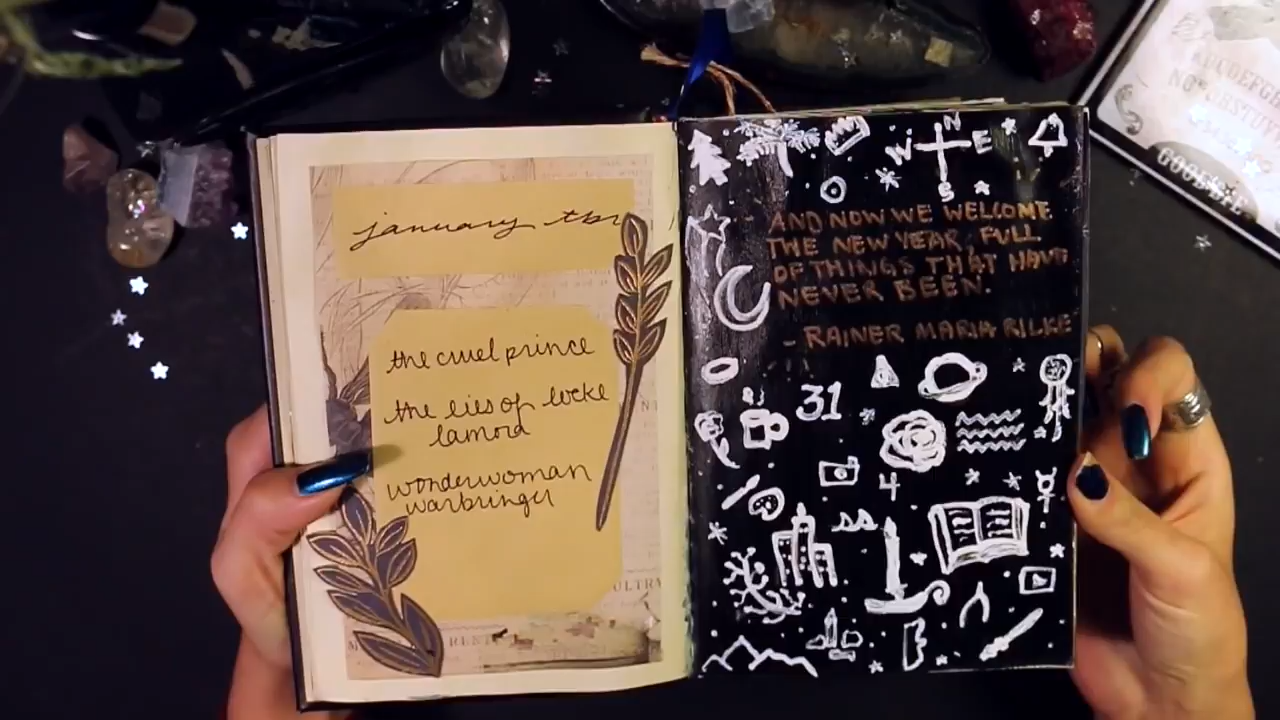 january tbr
the cruel prince
the lies of locke
lamora
wonderwoman
warbringer
N
W E
S
AND NOW WE WELCOME
THE NEW YEAR, FULL
OF THINGS THAT HAVE
NEVER BEEN.
- RAINER MARIA RILKE
31
4
GOODBYE